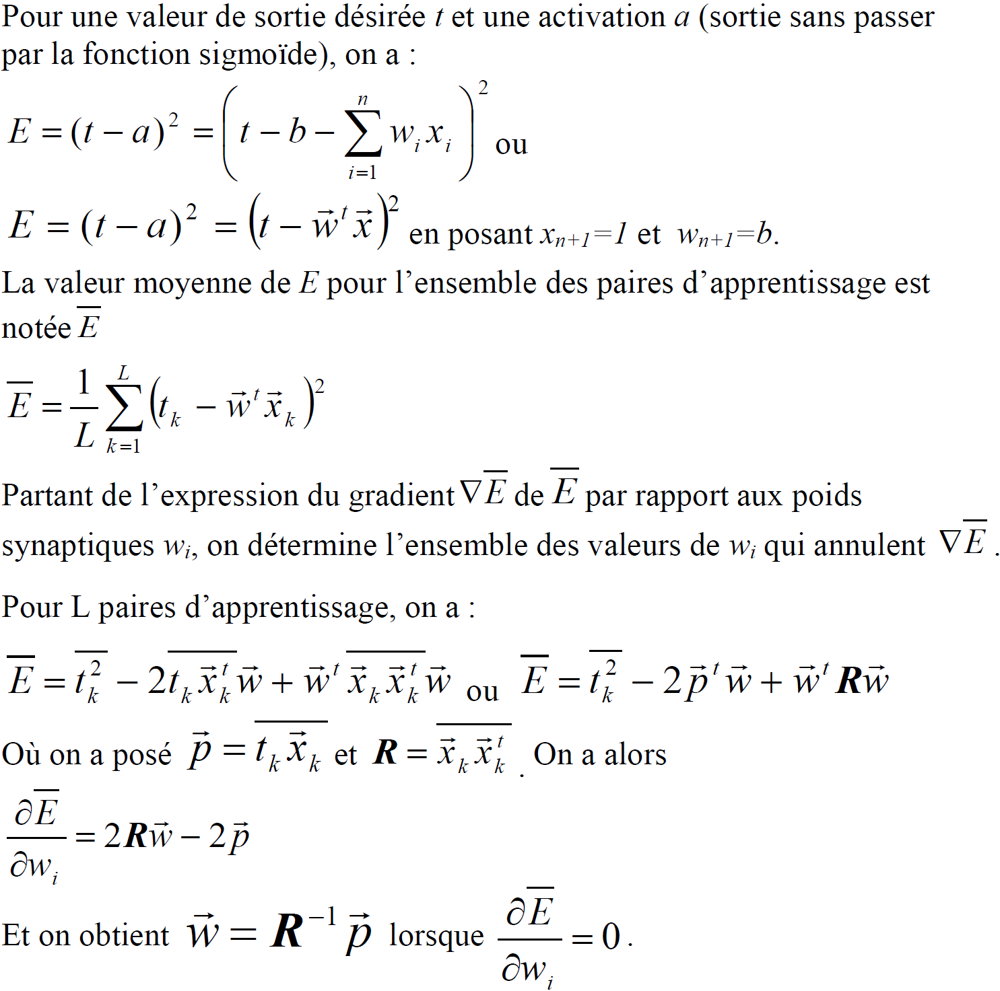 Pour une valeur de sortie désirée t et une activation a (sortie sans passer
par la fonction sigmoïde), on a :
$E = (t - a)^2 = \left( t - b - \sum_{i=1}^{n} w_i x_i \right)^2$ ou
$E = (t - a)^2 = \left( t - \vec{w}^t \vec{x} \right)^2$ en posant $x_{n+1}=1$ et $w_{n+1}=b$.
La valeur moyenne de E pour l’ensemble des paires d’apprentissage est
notée $\overline{E}$
$\overline{E} = \frac{1}{L} \sum_{k=1}^{L} \left( t_k - \vec{w}^t \vec{x}_k \right)^2$
Partant de l’expression du gradient $\nabla \overline{E}$ de $\overline{E}$ par rapport aux poids
synaptiques $w_i$, on détermine l’ensemble des valeurs de $w_i$ qui annulent $\nabla \overline{E}$ .
Pour L paires d’apprentissage, on a :
$\overline{E} = \overline{t_k^2} - 2\overline{t_k \vec{x}_k^t} \vec{w} + \vec{w}^t \overline{\vec{x}_k \vec{x}_k^t} \vec{w}$ ou $\overline{E} = \overline{t_k^2} - 2\vec{p}^t \vec{w} + \vec{w}^t \boldsymbol{R} \vec{w}$
Où on a posé $\vec{p} = \overline{t_k \vec{x}_k}$ et $\boldsymbol{R} = \overline{\vec{x}_k \vec{x}_k^t}$ . On a alors
$\frac{\partial \overline{E}}{\partial w_i} = 2\boldsymbol{R}\vec{w} - 2\vec{p}$
Et on obtient $\vec{w} = \boldsymbol{R}^{-1} \vec{p}$ lorsque $\frac{\partial \overline{E}}{\partial w_i} = 0$ .